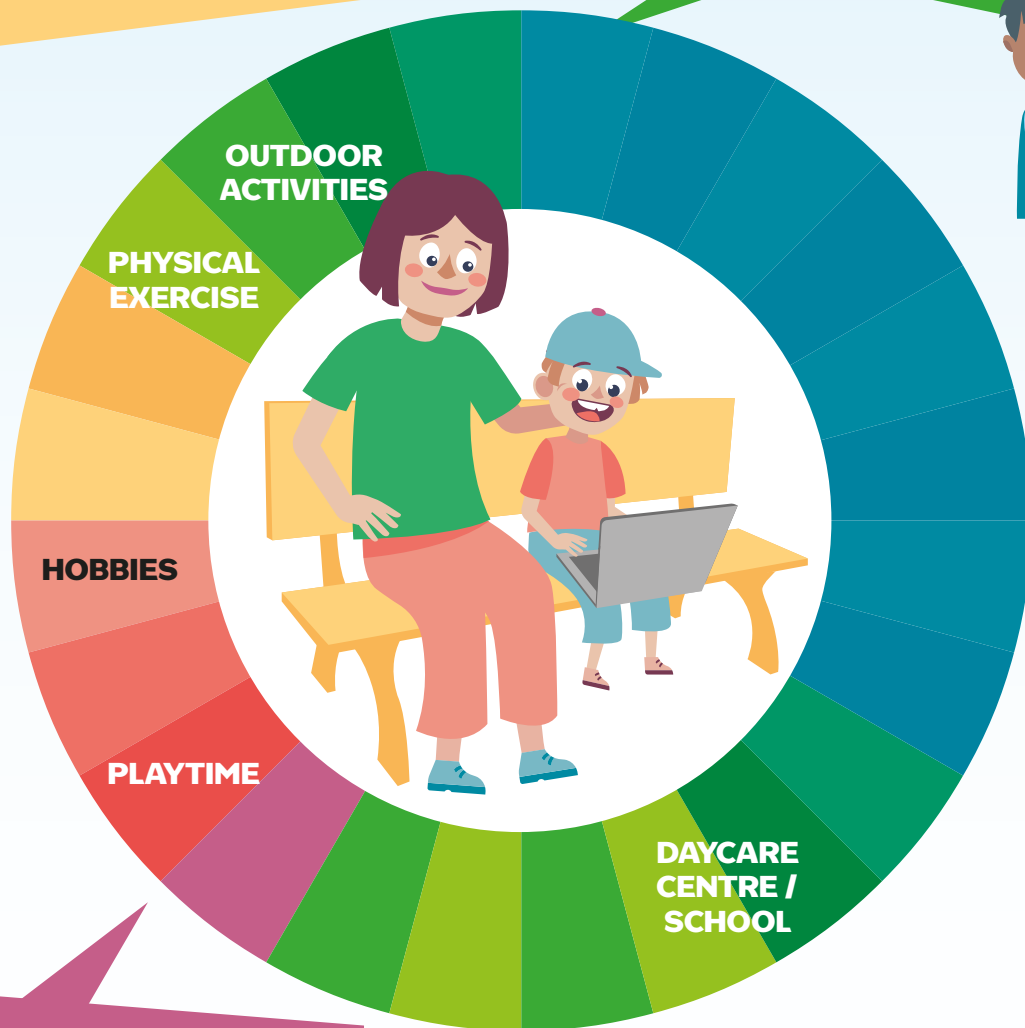 OUTDOOR
ACTIVITIES
PHYSICAL
EXERCISE
HOBBIES
PLAYTIME
DAYCARE
CENTRE /
SCHOOL